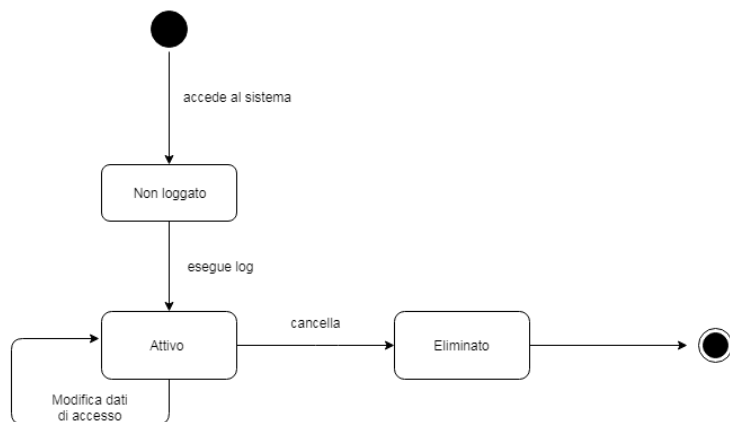 accede al sistema
Non loggato
esegue log
cancella
Attivo
Eliminato
Modifica dati
di accesso